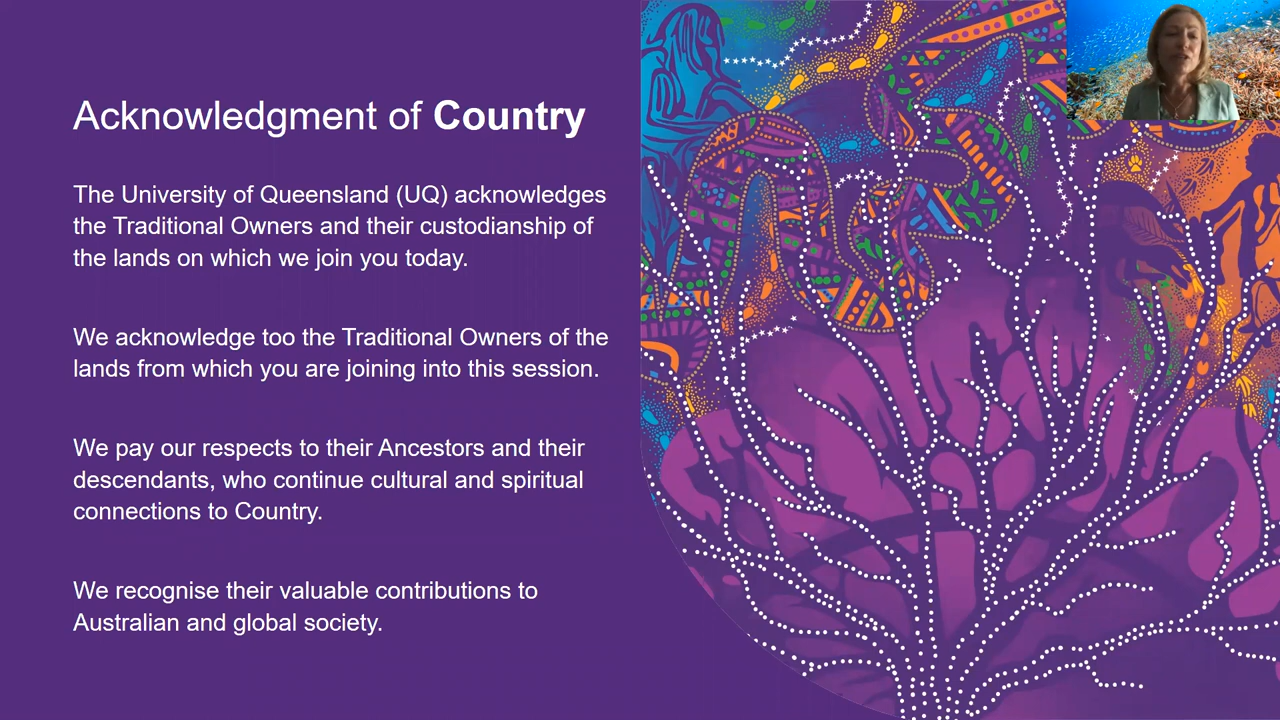 Acknowledgment of Country
The University of Queensland (UQ) acknowledges
the Traditional Owners and their custodianship of
the lands on which we join you today.
We acknowledge too the Traditional Owners of the
lands from which you are joining into this session.
We pay our respects to their Ancestors and their
descendants, who continue cultural and spiritual
connections to Country.
We recognise their valuable contributions to
Australian and global society.